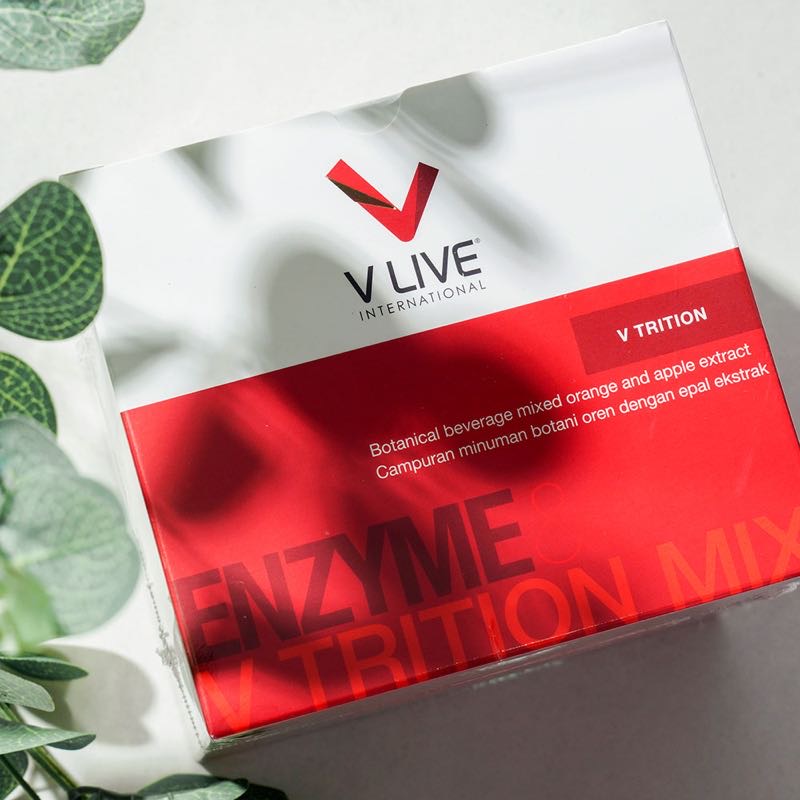 V LIVE®
INTERNATIONAL
V TRITION
Botanical beverage mixed orange and apple extract
Campuran minuman botani oren dengan epal ekstrak
ENZYME &
V TRITION MIX